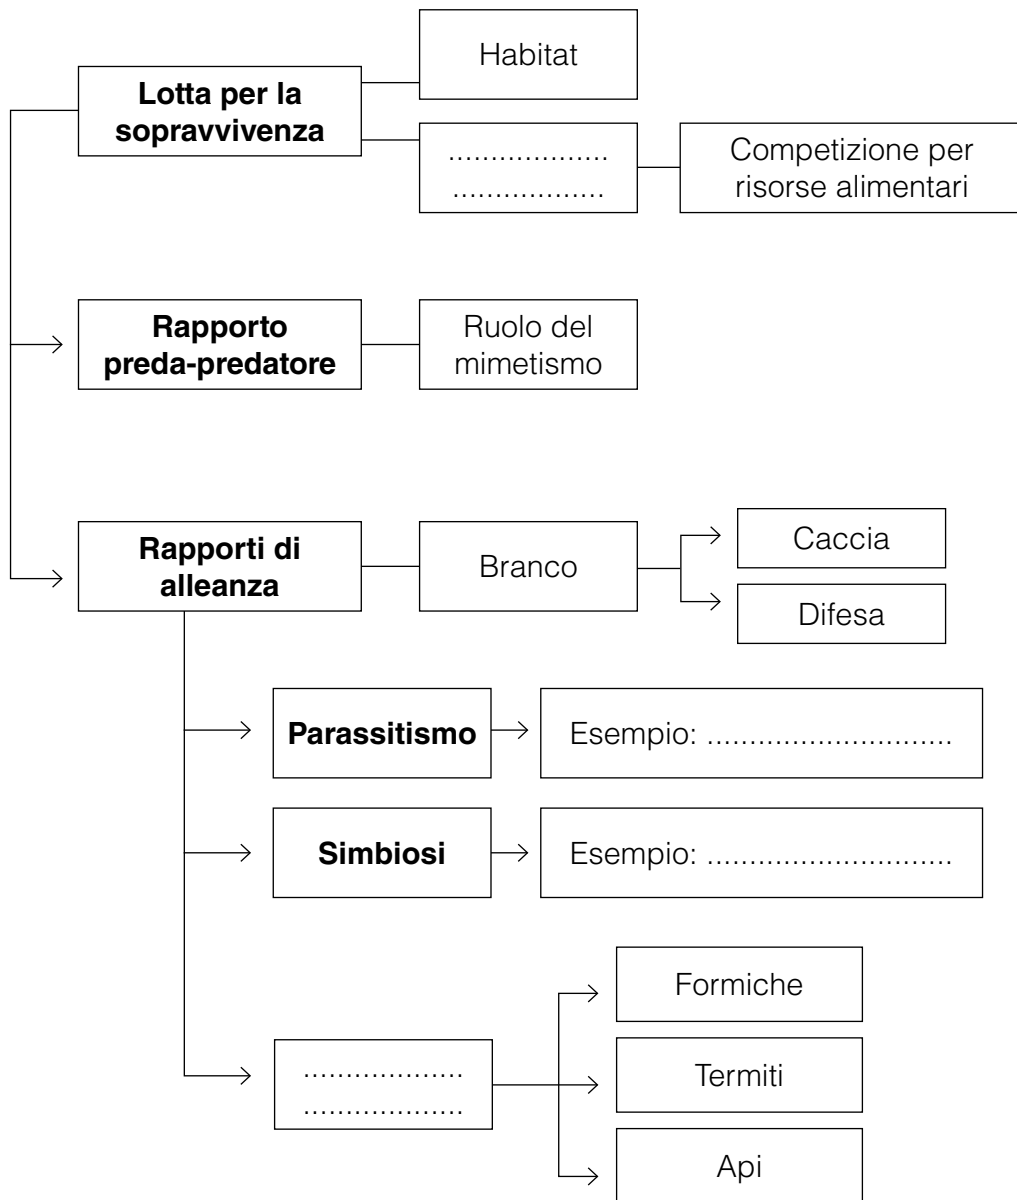 Habitat
Lotta per la
sopravvivenza
...................
..................
Competizione per
risorse alimentari
Rapporto
preda-predatore
Ruolo del
mimetismo
Rapporti di
alleanza
Branco
Caccia
Difesa
Parassitismo
Esempio: .............................
Simbiosi
Esempio: .............................
...................
...................
Formiche
Termiti
Api